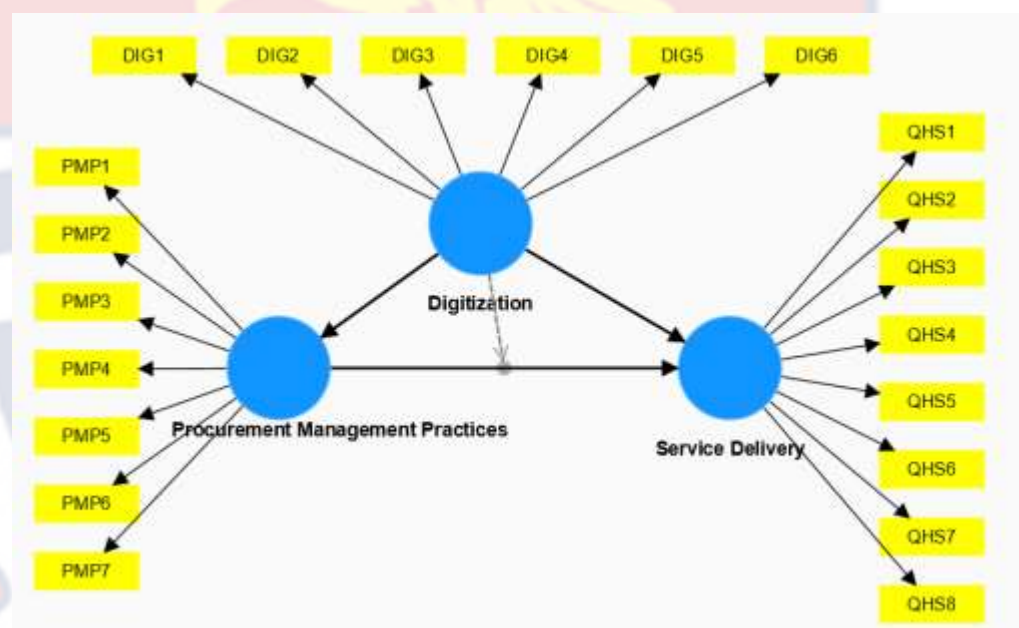 DIG1
DIG2
DIG3
DIG4
DIG5
DIG6
QHS1
PMP1
QHS2
PMP2
QHS3
Digitization
PMP3
QHS4
PMP4
QHS5
PMP5
Procurement Management Practices
Service Delivery
QHS6
PMP6
QHS7
PMP7
QHS8